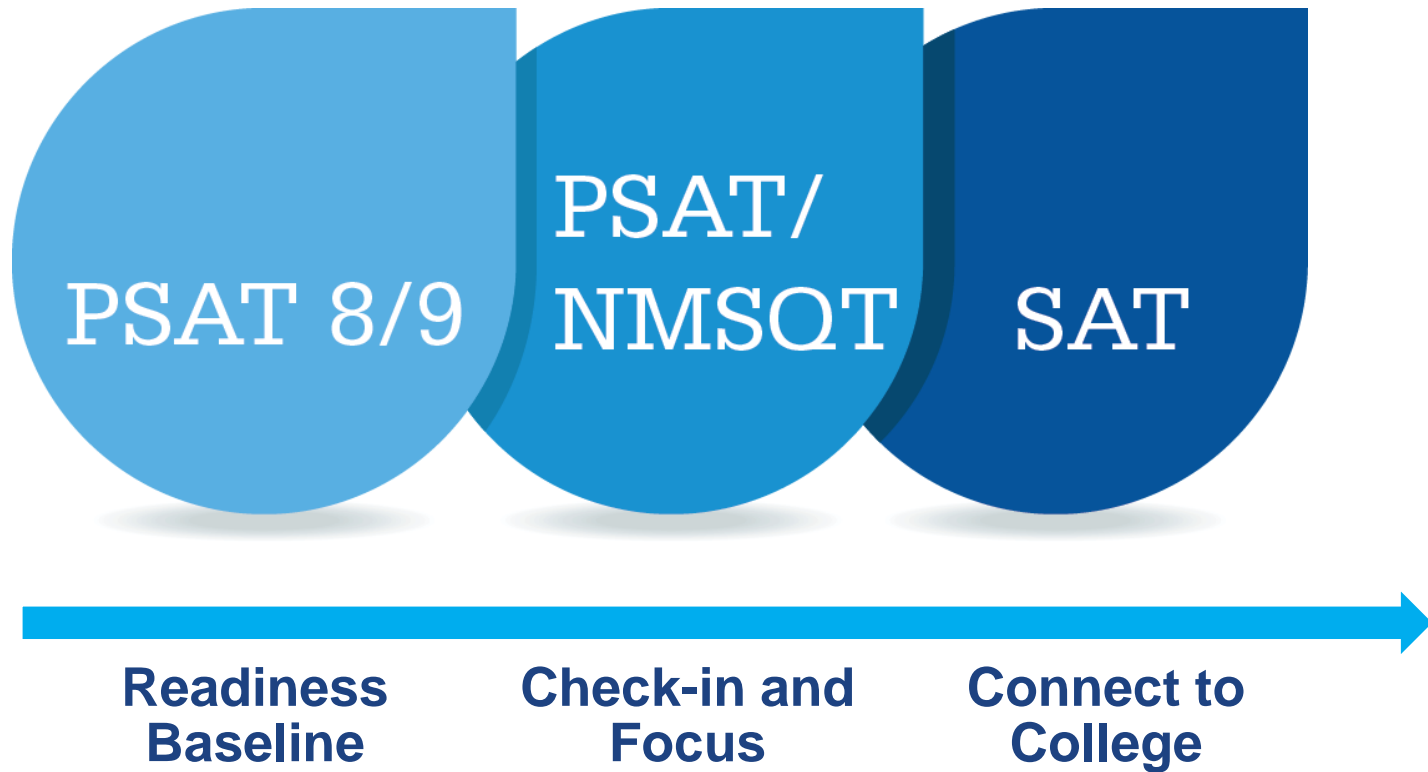 PSAT 8/9
PSAT/
NMSQT
SAT
Readiness
Baseline
Check-in and
Focus
Connect to
College